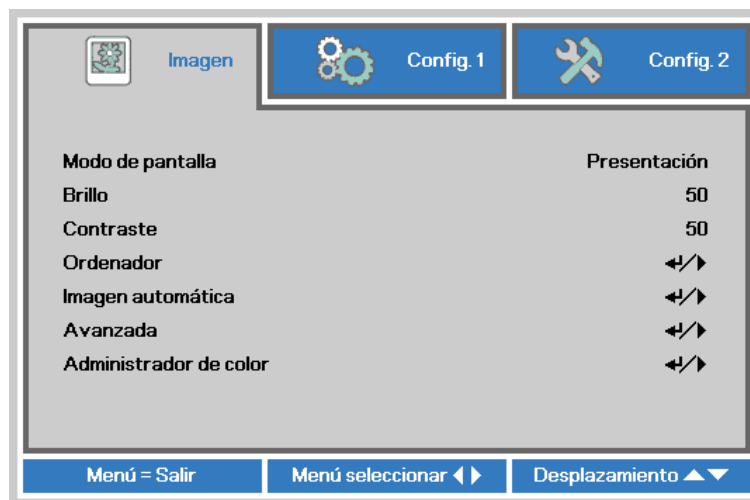 Imagen Config. 1 Config. 2
Modo de pantalla Presentación
Brillo 50
Contraste 50
Ordenador
Imagen automática
Avanzada
Administrador de color
Menú = Salir Menú seleccionar Desplazamiento